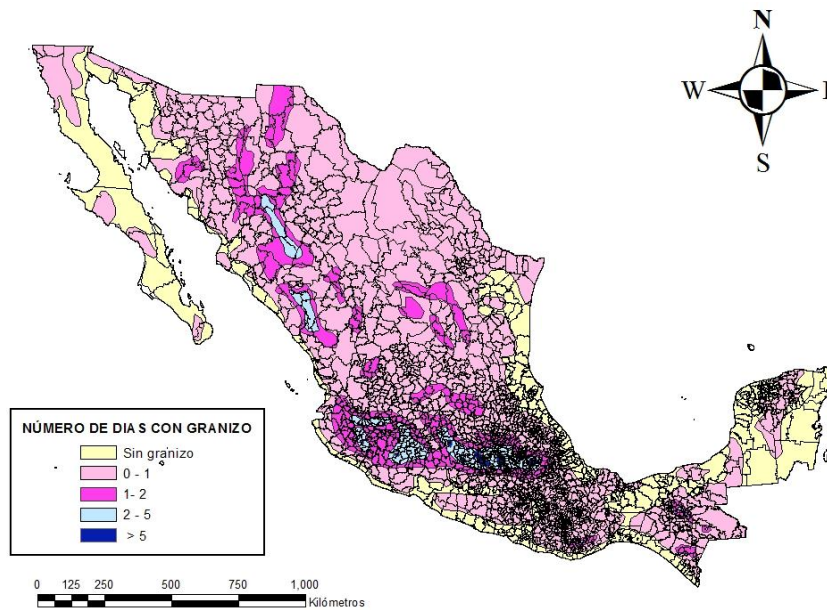 N
W
S
NÚMERO DE DIAS CON GRANIZO
Sin granizo
0 - 1
1- 2
2 - 5
> 5
0 125 250 500 750 1,000
Kilómetros